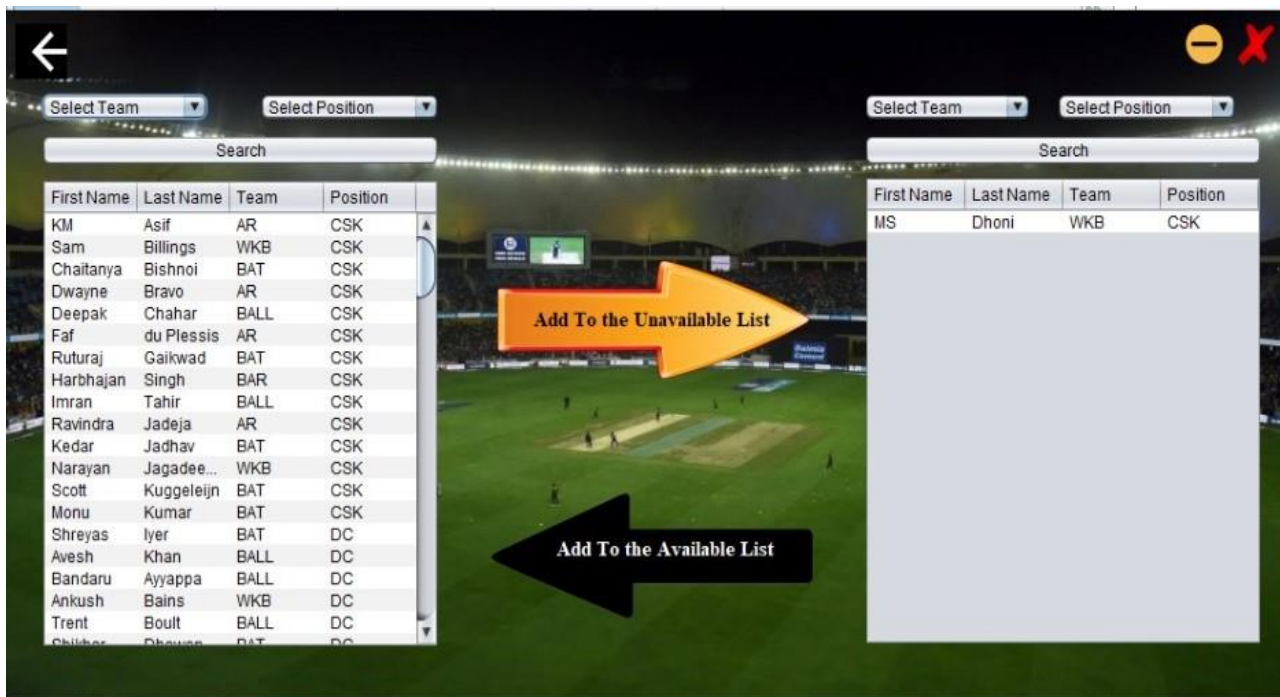 Select Team Select Position
Search
First Name Last Name Team Position
KM Asif AR CSK
Sam Billings WKB CSK
Chaitanya Bishnoi BAT CSK
Dwayne Bravo AR CSK
Deepak Chahar BALL CSK
Faf du Plessis AR CSK
Ruturaj Gaikwad BAT CSK
Harbhajan Singh BAR CSK
Imran Tahir BALL CSK
Ravindra Jadeja AR CSK
Kedar Jadhav BAT CSK
Narayan Jagadee... WKB CSK
Scott Kuggeleijn BAT CSK
Monu Kumar BAT CSK
Shreyas Iyer BAT DC
Avesh Khan BALL DC
Bandaru Ayyappa BALL DC
Ankush Bains WKB DC
Trent Boult BALL DC
Add To the Unavailable List
Add To the Available List
Select Team Select Position
Search
First Name Last Name Team Position
MS Dhoni WKB CSK